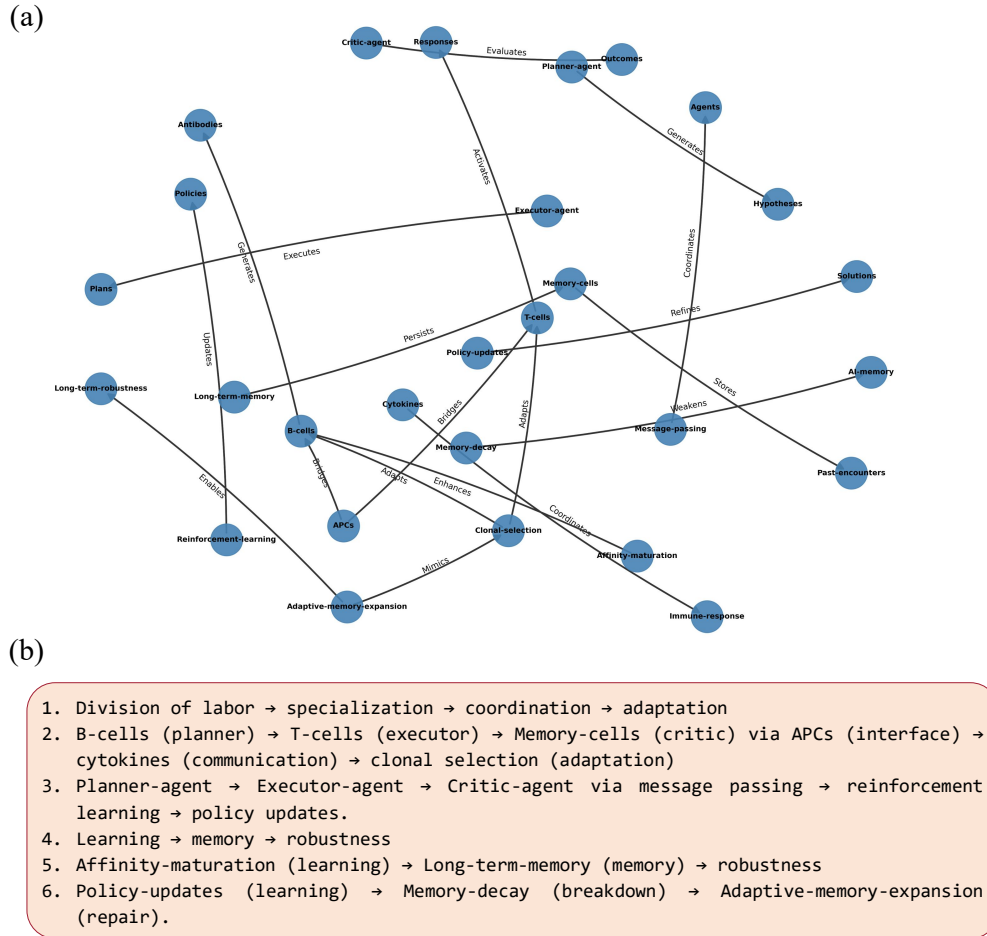 (a)
Critic-agent
Responses
Evaluates
Outcomes
Planner-agent
Agents
Antibodies
Generates
Activates
Policies
Hypotheses
Executor-agent
Generates
Executes
Coordinates
Plans
Memory-cells
Solutions
T-cells
Refines
Persists
Updates
Policy-updates
AI-memory
Long-term-robustness
Long-term-memory
Stores
Cytokines
Bridges
Adapts
Weakens
B-cells
Message-passing
Memory-decay
Past-encounters
Bridges
Adapts
Enhances
Enables
Coordinates
APCs
Clonal-selection
Reinforcement-learning
Affinity-maturation
Mimics
Adaptive-memory-expansion
Immune-response
(b)
1. Division of labor → specialization → coordination → adaptation
2. B-cells (planner) → T-cells (executor) → Memory-cells (critic) via APCs (interface) →
cytokines (communication) → clonal selection (adaptation)
3. Planner-agent → Executor-agent → Critic-agent via message passing → reinforcement
learning → policy updates.
4. Learning → memory → robustness
5. Affinity-maturation (learning) → Long-term-memory (memory) → robustness
6. Policy-updates (learning) → Memory-decay (breakdown) → Adaptive-memory-expansion
(repair).